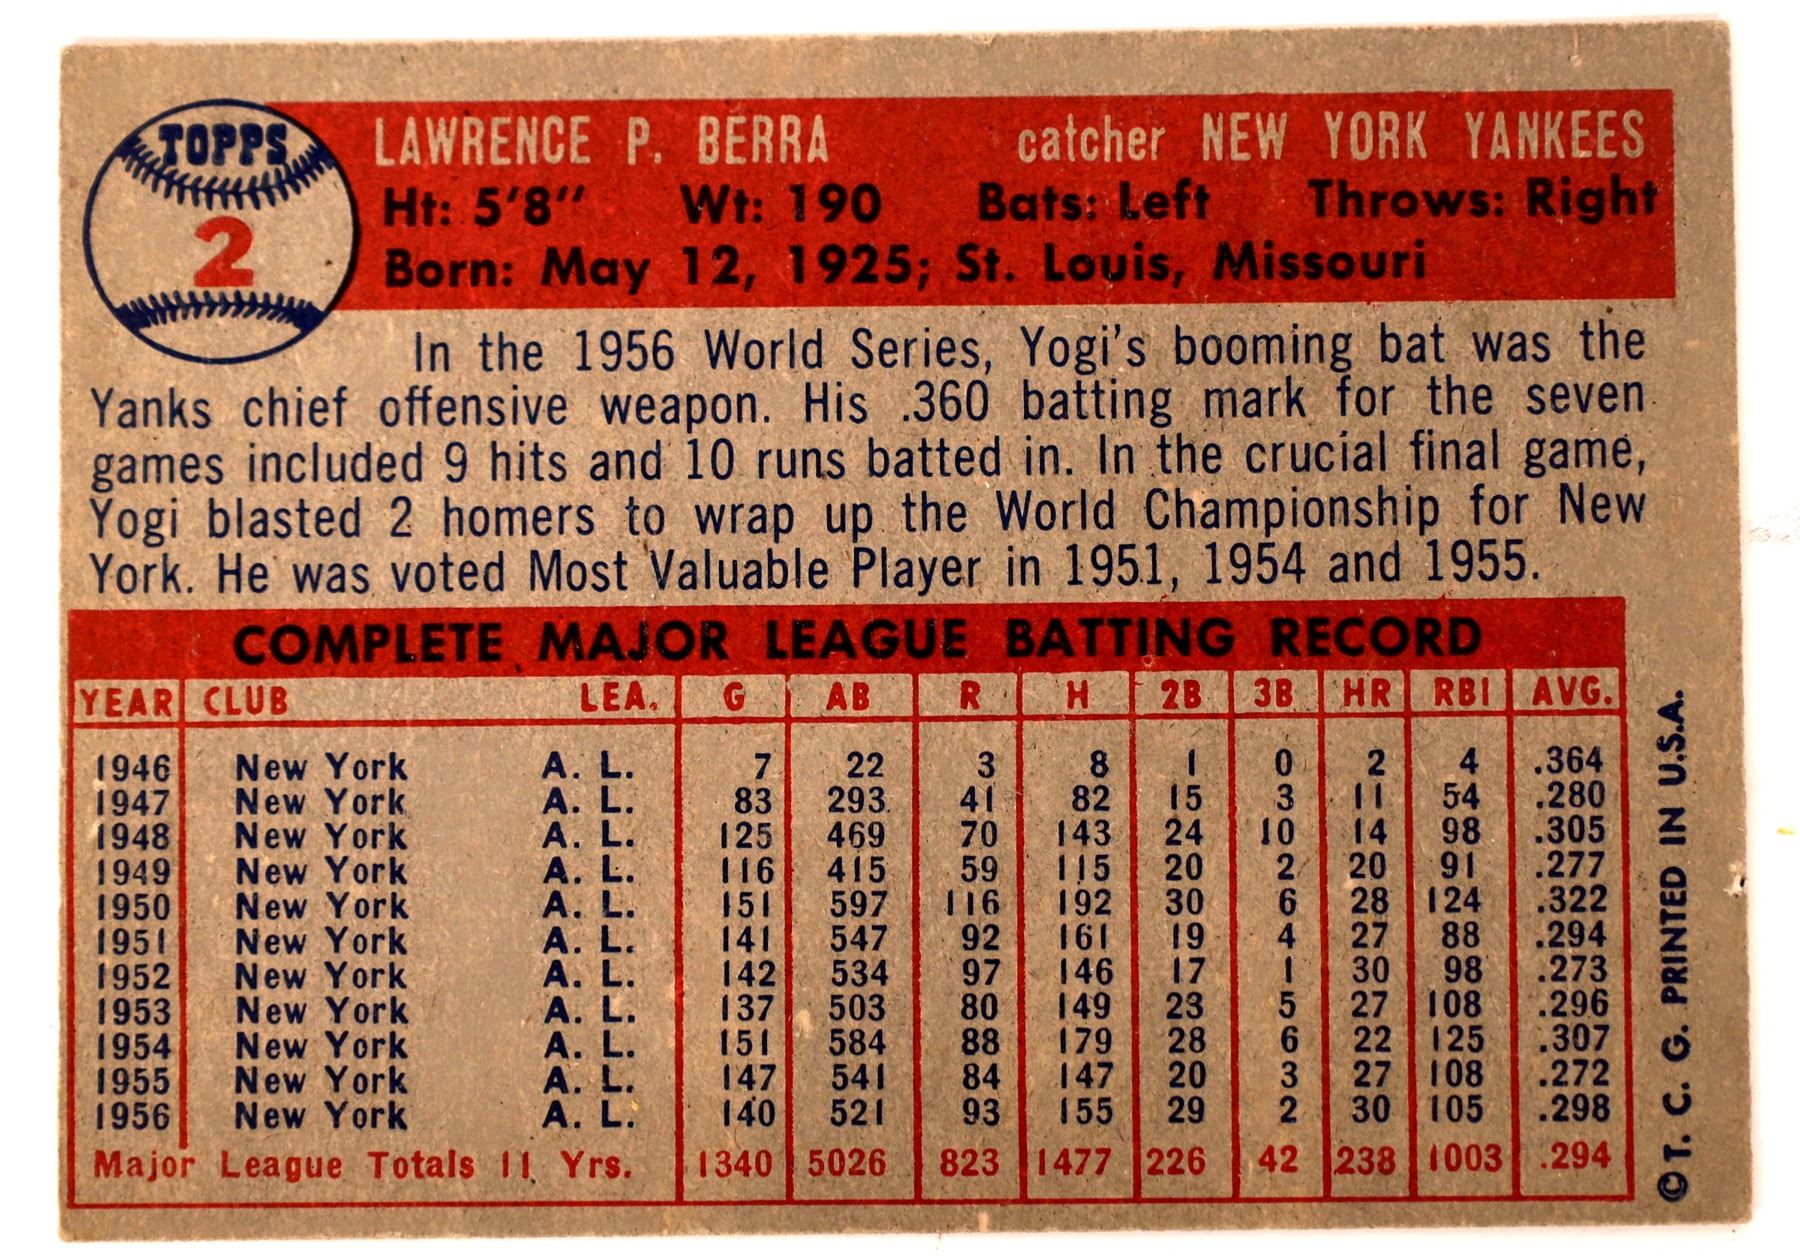 TOPPS
2
LAWRENCE P. BERRA catcher NEW YORK YANKEES
Ht: 5'8" Wt: 190 Bats: Left Throws: Right
Born: May 12, 1925; St. Louis, Missouri
In the 1956 World Series, Yogi's booming bat was the
Yanks chief offensive weapon. His .360 batting mark for the seven
games included 9 hits and 10 runs batted in. In the crucial final game,
Yogi blasted 2 homers to wrap up the World Championship for New
York. He was voted Most Valuable Player in 1951, 1954 and 1955.
COMPLETE MAJOR LEAGUE BATTING RECORD
YEAR CLUB LEA. G AB R H 2B 3B HR RBI AVG.
1946 New York A. L. 7 22 3 8 1 0 2 4 .364
1947 New York A. L. 83 293 41 82 15 3 11 54 .280
1948 New York A. L. 125 469 70 143 24 10 14 98 .305
1949 New York A. L. 116 415 59 115 20 2 20 91 .277
1950 New York A. L. 151 597 116 192 30 6 28 124 .322
1951 New York A. L. 141 547 92 161 19 4 27 88 .294
1952 New York A. L. 142 534 97 146 17 1 30 98 .273
1953 New York A. L. 137 503 80 149 23 5 27 108 .296
1954 New York A. L. 151 584 88 179 28 6 22 125 .307
1955 New York A. L. 147 541 84 147 20 3 27 108 .272
1956 New York A. L. 140 521 93 155 29 2 30 105 .298
Major League Totals 11 Yrs. 1340 5026 823 1477 226 42 238 1003 .294
©T. C. G. PRINTED IN U.S.A.